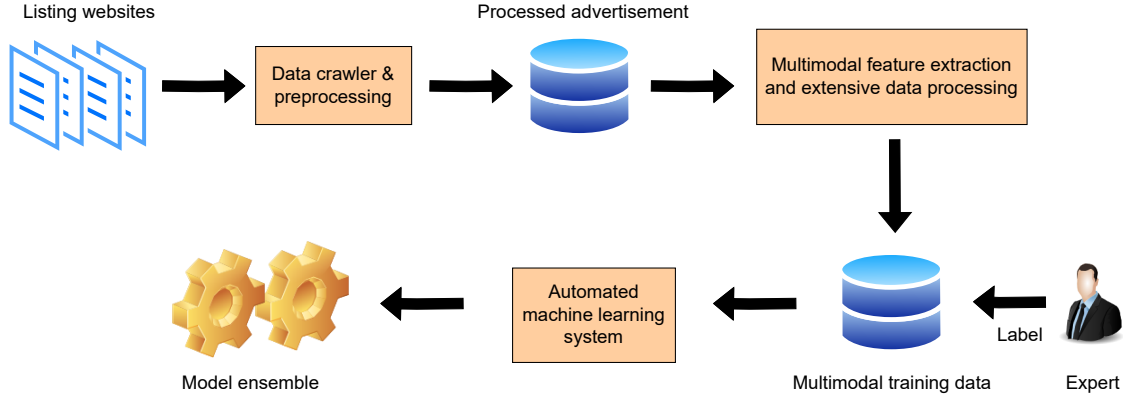 Listing websites
Data crawler &
preprocessing
Processed advertisement
Multimodal feature extraction
and extensive data processing
Label
Expert
Multimodal training data
Automated
machine learning
system
Model ensemble